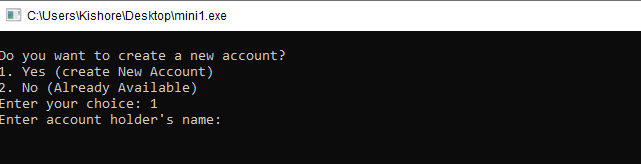 C:\Users\Kishore\Desktop\mini1.exe
Do you want to create a new account?
1. Yes (create New Account)
2. No (Already Available)
Enter your choice: 1
Enter account holder's name: